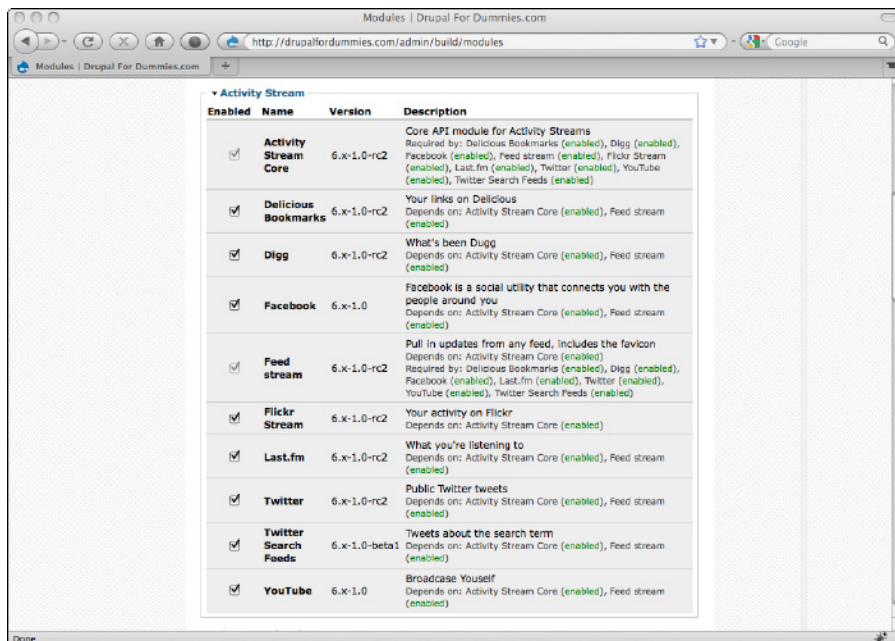 Modules | Drupal For Dummies.com
http://drupalfordummies.com/admin/build/modules
Google
Modules | Drupal For Dummies.com
Activity Stream
Enabled Name Version Description
Activity Stream Core 6.x-1.0-rc2 Core API module for Activity Streams
Required by: Delicious Bookmarks (enabled), Digg (enabled),
Facebook (enabled), Feed stream (enabled), Flickr Stream
(enabled), Last.fm (enabled), Twitter (enabled), YouTube
(enabled), Twitter Search Feeds (enabled)
Delicious Bookmarks 6.x-1.0-rc2 Your links on Delicious
Depends on: Activity Stream Core (enabled), Feed stream
(enabled)
Digg 6.x-1.0-rc2 What's been Dugg
Depends on: Activity Stream Core (enabled), Feed stream
(enabled)
Facebook 6.x-1.0 Facebook is a social utility that connects you with the
people around you
Depends on: Activity Stream Core (enabled), Feed stream
(enabled)
Feed stream 6.x-1.0-rc2 Pull in updates from any feed, includes the favicon
Depends on: Activity Stream Core (enabled)
Required by: Delicious Bookmarks (enabled), Digg (enabled),
Facebook (enabled), Last.fm (enabled), Twitter (enabled),
YouTube (enabled), Twitter Search Feeds (enabled)
Flickr Stream 6.x-1.0-rc2 Your activity on Flickr
Depends on: Activity Stream Core (enabled)
Last.fm 6.x-1.0-rc2 What you're listening to
Depends on: Activity Stream Core (enabled), Feed stream
(enabled)
Twitter 6.x-1.0-rc2 Public Twitter tweets
Depends on: Activity Stream Core (enabled), Feed stream
(enabled)
Twitter Search Feeds 6.x-1.0-beta1 Tweets about the search term
Depends on: Activity Stream Core (enabled), Feed stream
(enabled)
YouTube 6.x-1.0 Broadcase Youself
Depends on: Activity Stream Core (enabled), Feed stream
(enabled)
Done